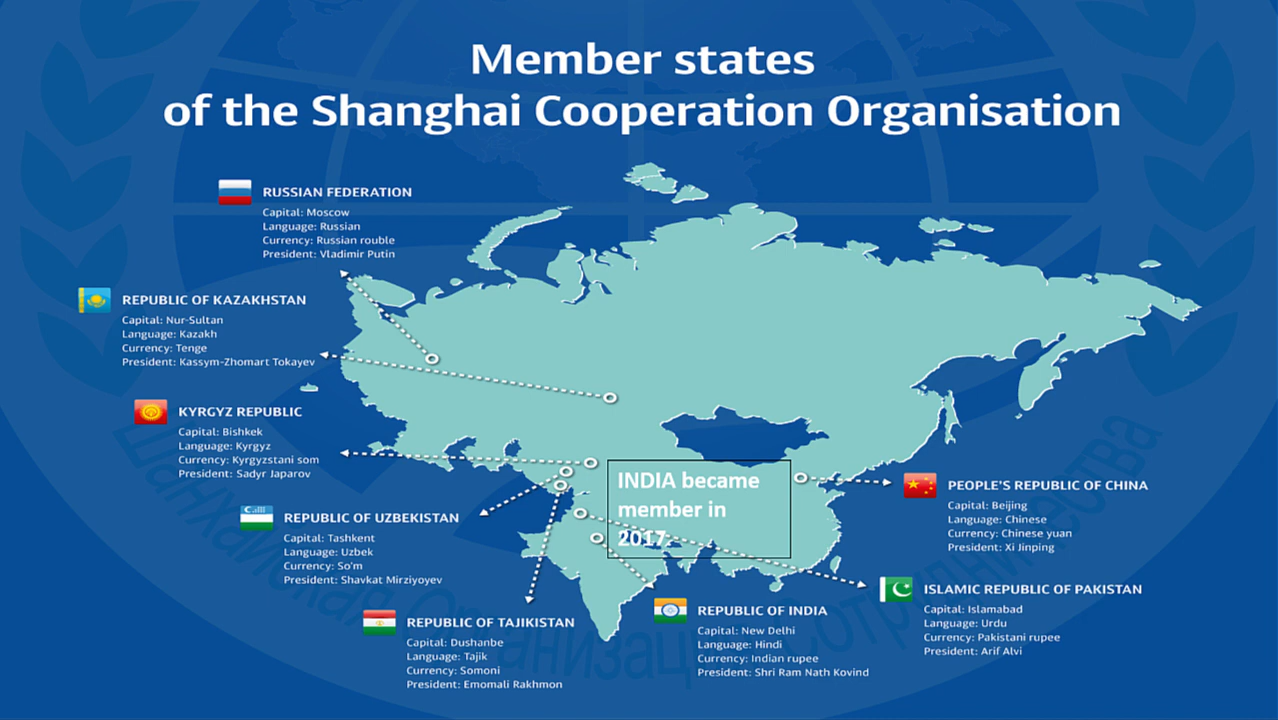 Member states
of the Shanghai Cooperation Organisation
RUSSIAN FEDERATION
Capital: Moscow
Language: Russian
Currency: Russian rouble
President: Vladimir Putin
REPUBLIC OF KAZAKHSTAN
Capital: Nur-Sultan
Language: Kazakh
Currency: Tenge
President: Kassym-Zhomart Tokayev
KYRGYZ REPUBLIC
Capital: Bishkek
Language: Kyrgyz
Currency: Kyrgyzstani som
President: Sadyr Japarov
INDIA became
member in
2017.
PEOPLE'S REPUBLIC OF CHINA
Capital: Beijing
Language: Chinese
Currency: Chinese yuan
President: Xi Jinping
REPUBLIC OF UZBEKISTAN
Capital: Tashkent
Language: Uzbek
Currency: So'm
President: Shavkat Mirziyoyev
ISLAMIC REPUBLIC OF PAKISTAN
Capital: Islamabad
Language: Urdu
Currency: Pakistani rupee
President: Arif Alvi
REPUBLIC OF TAJIKISTAN
Capital: Dushanbe
Language: Tajik
Currency: Somoni
President: Emomali Rakhmon
REPUBLIC OF INDIA
Capital: New Delhi
Language: Hindi
Currency: Indian rupee
President: Shri Ram Nath Kovind